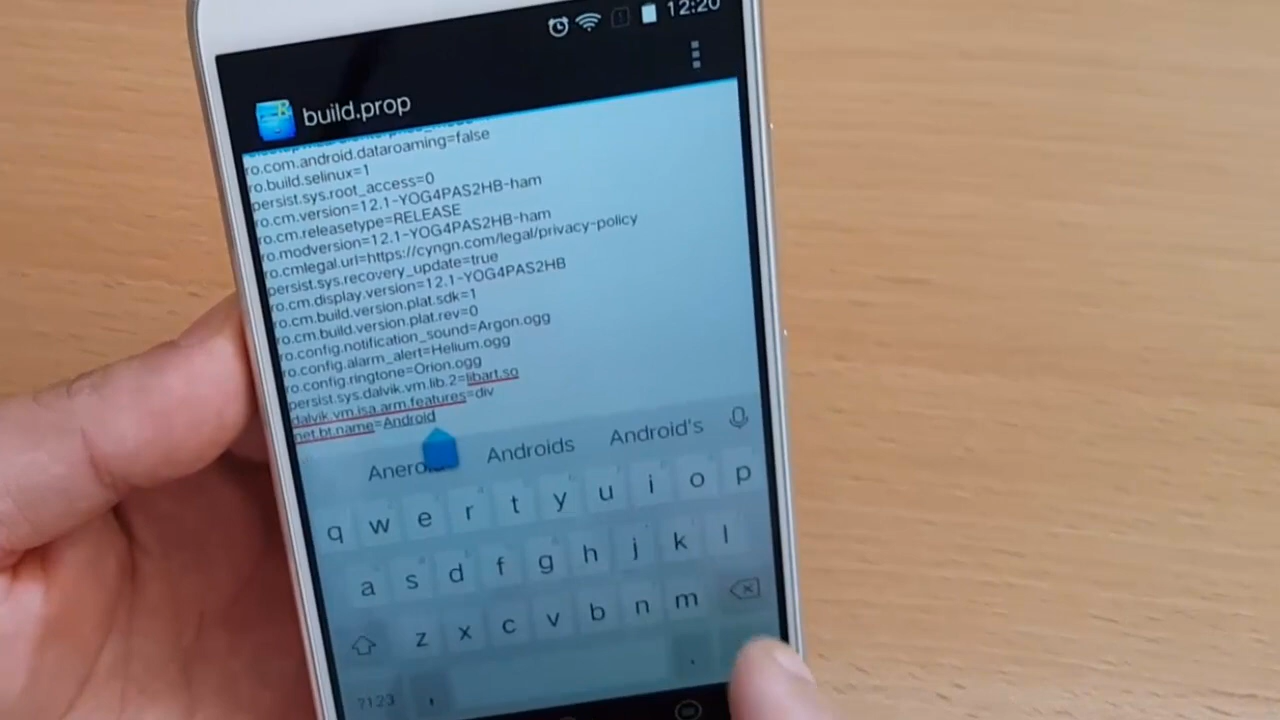 12:20
build.prop
ro.com.android.dataroaming=false
ro.build.selinux=1
persist.sys.root_access=0
ro.cm.version=12.1-YOG4PAS2HB-ham
ro.cm.releasetype=RELEASE
ro.modversion=12.1-YOG4PAS2HB-ham
ro.cmlegal.url=https://cyngn.com/legal/privacy-policy
persist.sys.recovery_update=true
ro.cm.display.version=12.1-YOG4PAS2HB
ro.cm.build.version.plat.sdk=1
ro.cm.build.version.plat.rev=0
ro.config.notification_sound=Argon.ogg
ro.config.alarm_alert=Helium.ogg
ro.config.ringtone=Orion.ogg
persist.sys.dalvik.vm.lib.2=libart.so
dalvik.vm.isa.arm.features=div
net.bt.name=Android
Androids Android's
q w e r t y u i o p
a s d f g h j k l
z x c v b n m
?123 , .